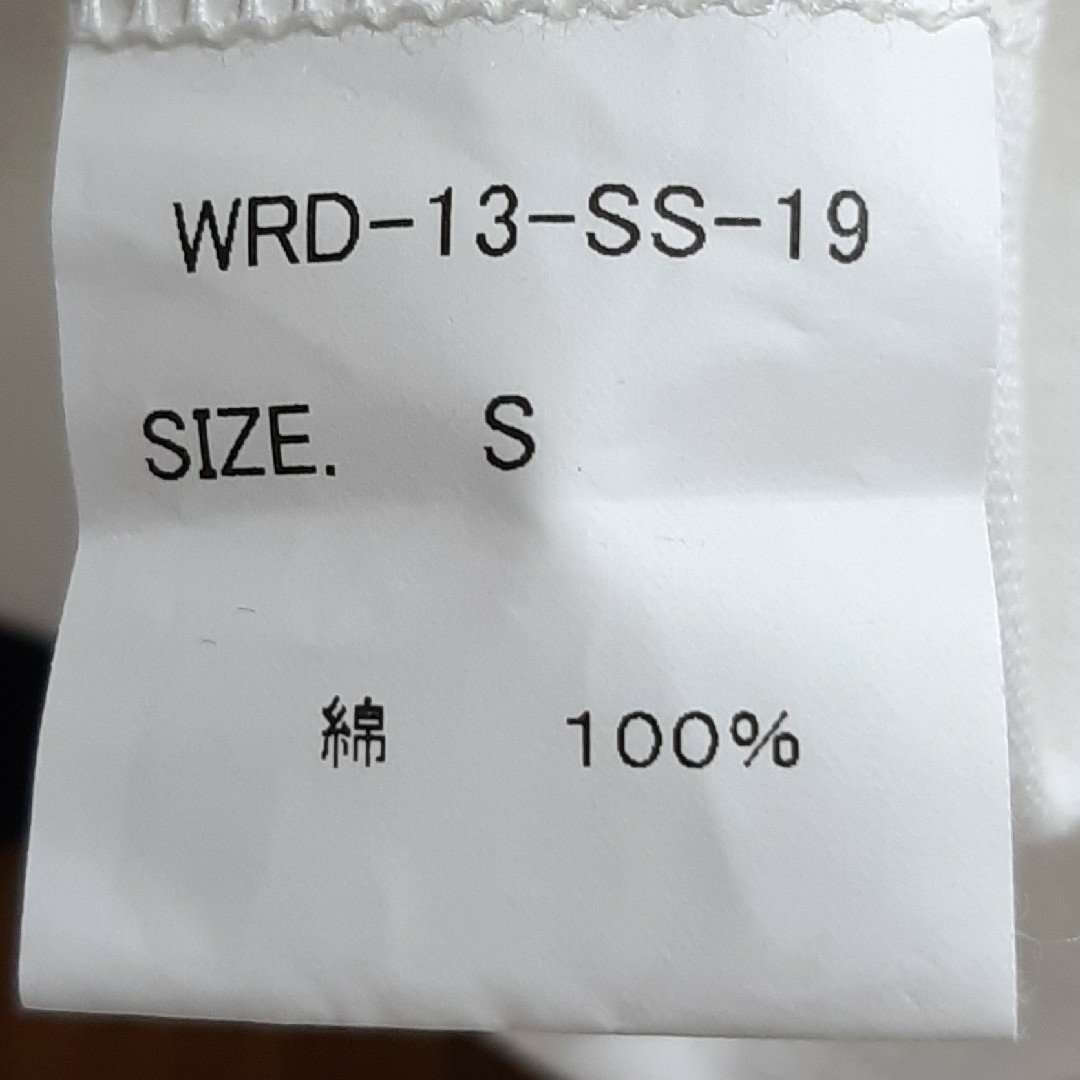 WRD-13-SS-19
SIZE. S
綿 100%